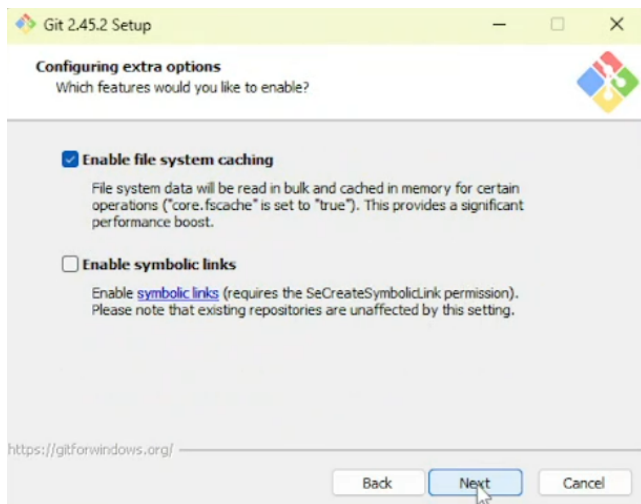 Git 2.45.2 Setup
Configuring extra options
Which features would you like to enable?
Enable file system caching
File system data will be read in bulk and cached in memory for certain
operations ("core.fscache" is set to "true"). This provides a significant
performance boost.
Enable symbolic links
Enable symbolic links (requires the SeCreateSymbolicLink permission).
Please note that existing repositories are unaffected by this setting.
https://gitforwindows.org/
Back
Next
Cancel